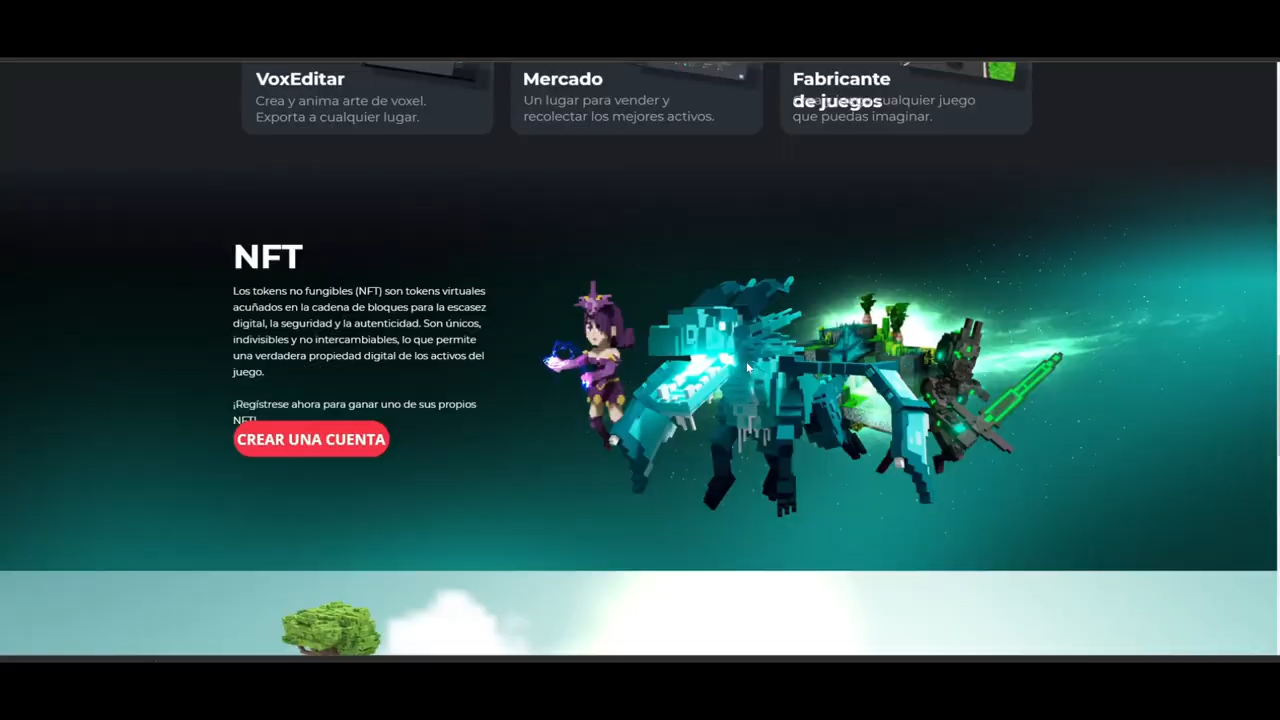 VoxEditar
Crea y anima arte de voxel.
Exporta a cualquier lugar.
Mercado
Un lugar para vender y
recolectar los mejores activos.
Fabricante
de juegos
cualquier juego
que puedas imaginar.
NFT
Los tokens no fungibles (NFT) son tokens virtuales
acuñados en la cadena de bloques para la escasez
digital, la seguridad y la autenticidad. Son únicos,
indivisibles y no intercambiables, lo que permite
una verdadera propiedad digital de los activos del
juego.
¡Regístrese ahora para ganar uno de sus propios
NFT!
CREAR UNA CUENTA